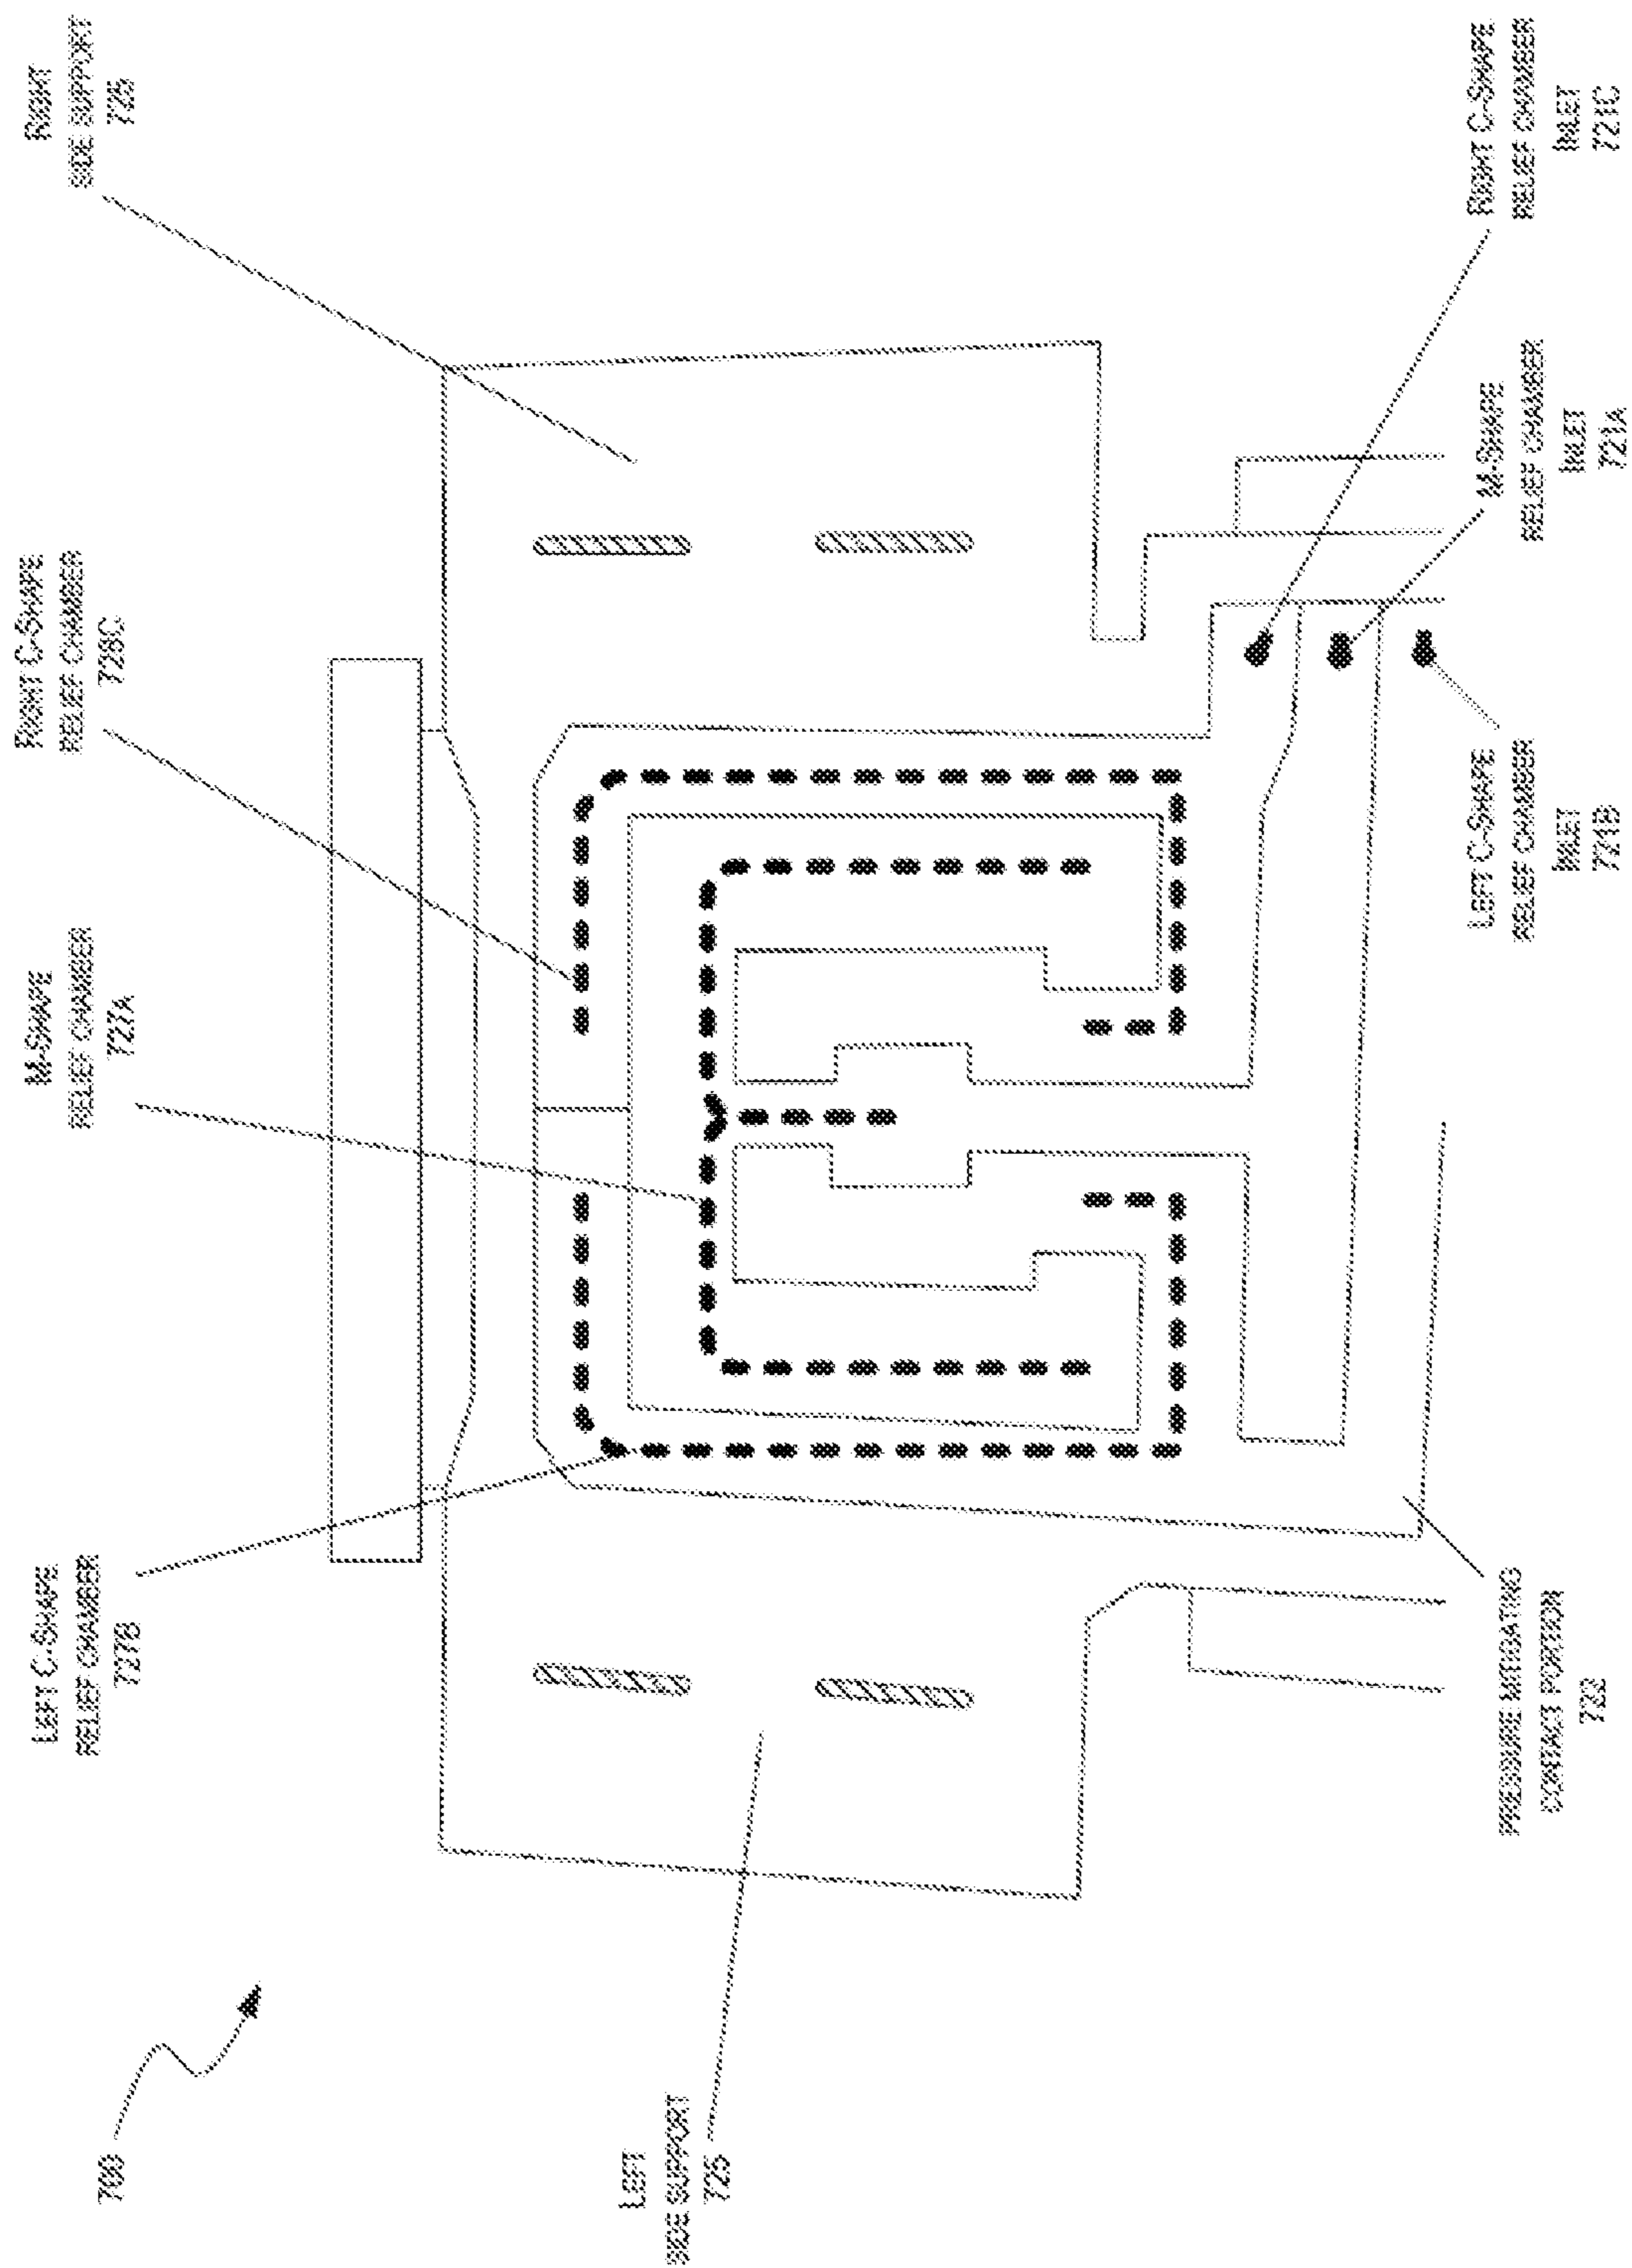 700
LEFT C-SHAPE
RELIEF CHAMBER
727B
M-SHAPE
RELIEF CHAMBER
727A
RIGHT C-SHAPE
RELIEF CHAMBER
728C
RIGHT
SIDE SUPPORT
725
LEFT
SIDE SUPPORT
725
PRESSURE MITIGATING
CONTACT PORTION
722
LEFT C-SHAPE
RELIEF CHAMBER
INLET
721B
M-SHAPE
RELIEF CHAMBER
INLET
721A
RIGHT C-SHAPE
RELIEF CHAMBER
INLET
721C